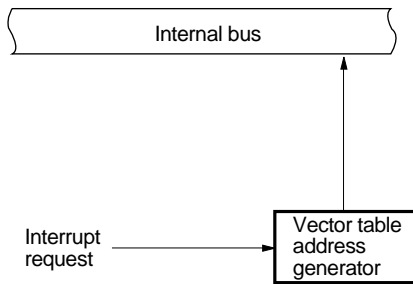 Internal bus
Interrupt
request
Vector table
address
generator